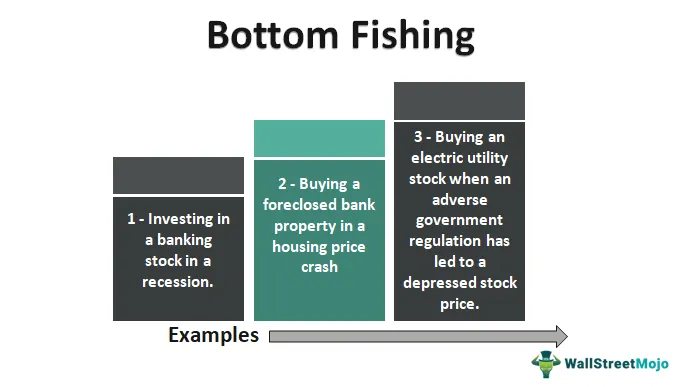 Bottom Fishing
1 - Investing in
a banking
stock in a
recession.
2 - Buying a
foreclosed bank
property in a
housing price
crash
3 - Buying an
electric utility
stock when an
adverse
government
regulation has
led to a
depressed stock
price.
Examples
WallStreetMojo